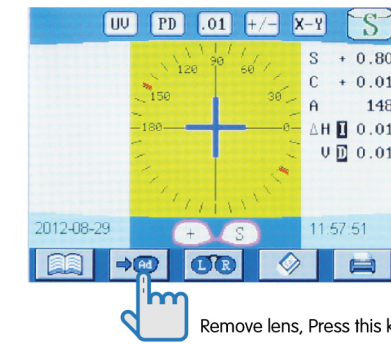 UV PD .01 +/- X-Y S
S + 0.80
C + 0.01
A 148
ΔH I 0.01
V D 0.01
90
120 60
150 30
-180- -0-
+ S
2012-08-29 11:57:51
→Ad L R
Remove lens, Press this k